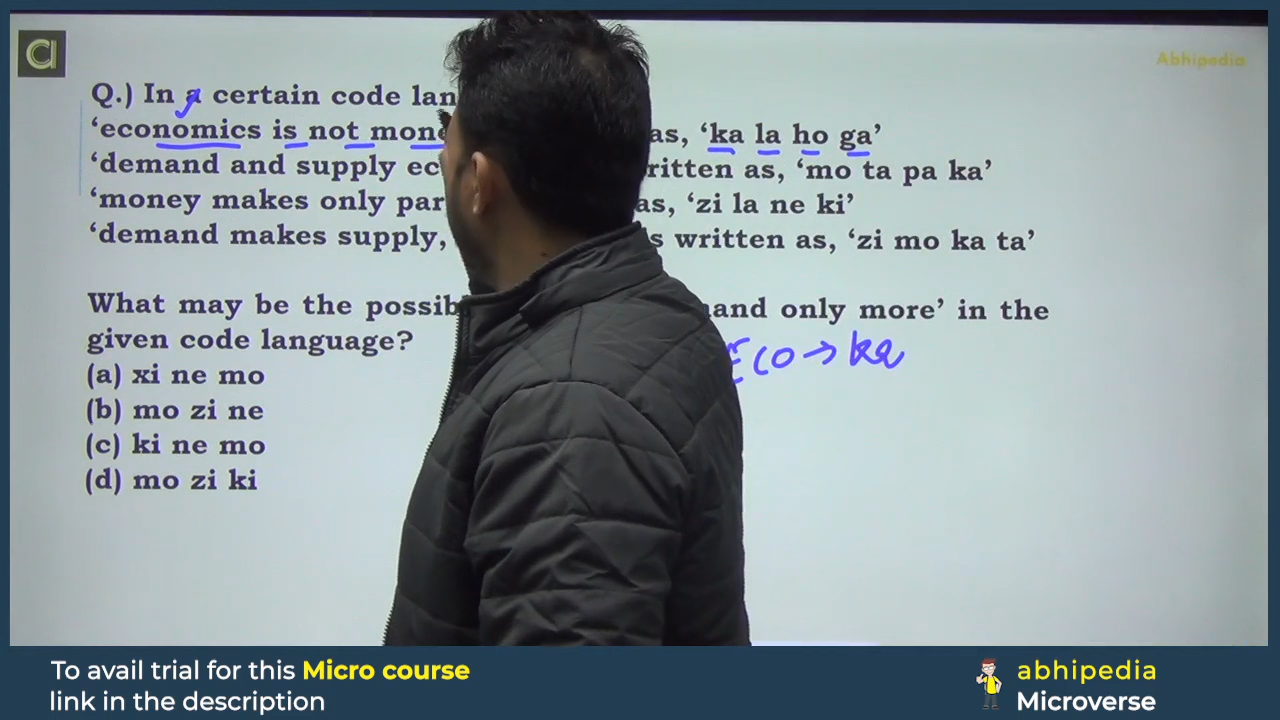 Abhipedia
Q.) In a certain code lan
‘economics is not mone as, ‘ka la ho ga’
‘demand and supply ec ritten as, ‘mo ta pa ka’
‘money makes only par as, ‘zi la ne ki’
‘demand makes supply, s written as, ‘zi mo ka ta’
What may be the possib and only more’ in the
given code language?
Eco → ka
(a) xi ne mo
(b) mo zi ne
(c) ki ne mo
(d) mo zi ki
To avail trial for this Micro course
link in the description
abhipedia
Microverse